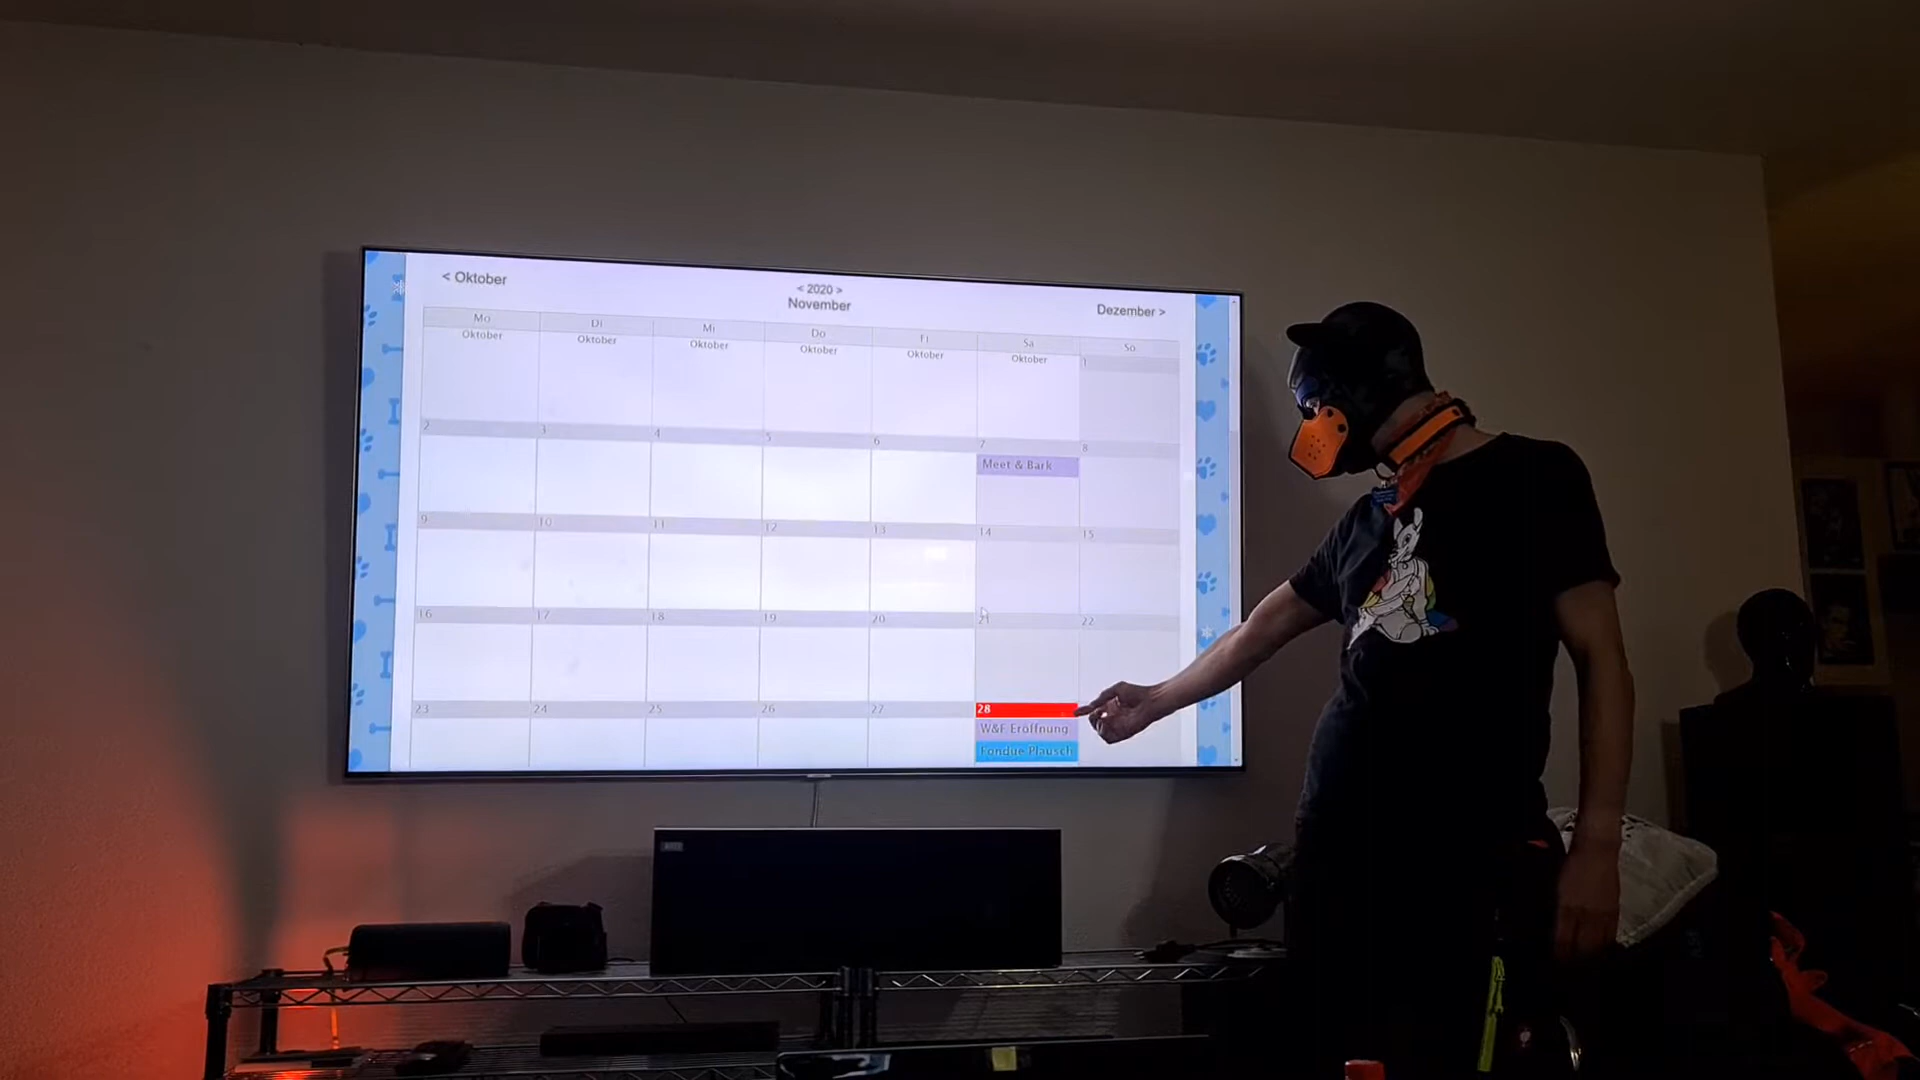 < Oktober
< 2020 >
November
Dezember >
Mo Di Mi Do Fr Sa So
Oktober Oktober Oktober Oktober Oktober Oktober 1
2 3 4 5 6 7 8
Meet & Bark
9 10 11 12 13 14 15
16 17 18 19 20 21 22
23 24 25 26 27 28
W&F Eröffnung
Fondue Plausch